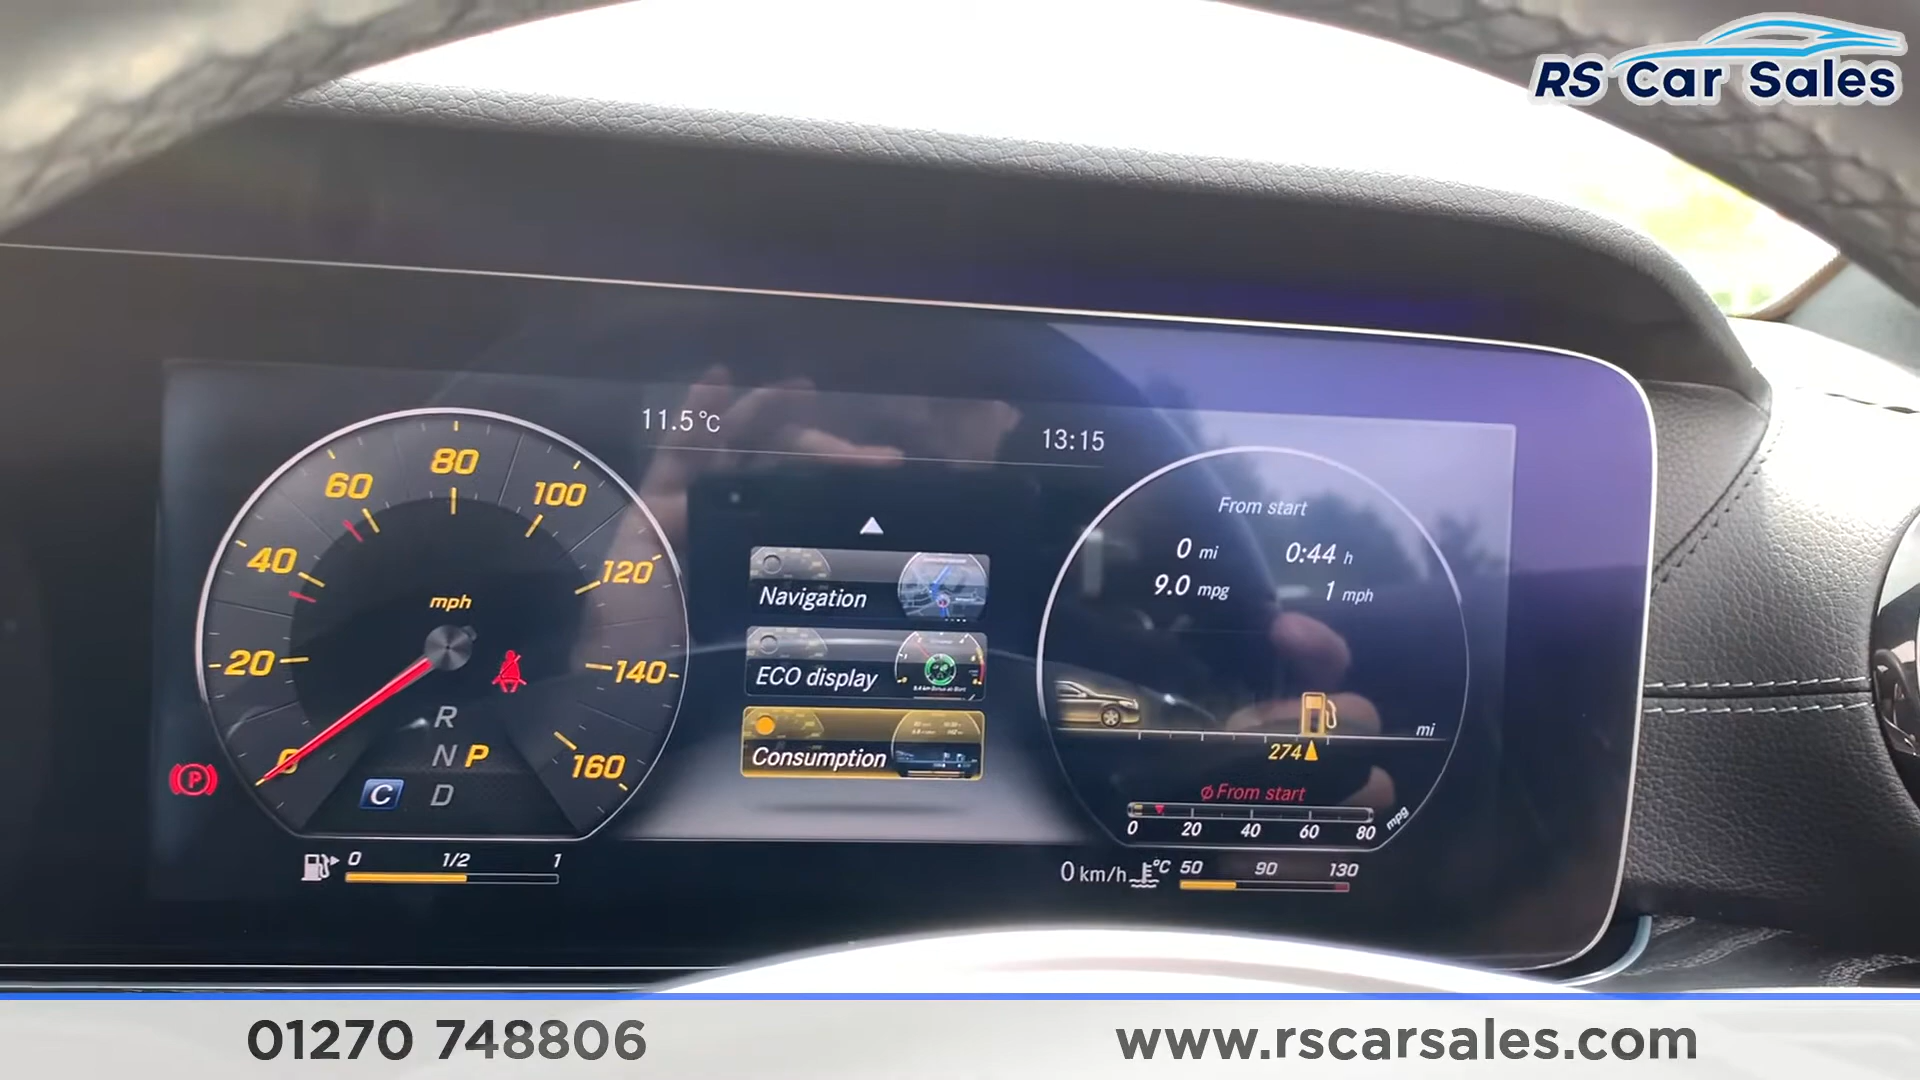 RS Car Sales
11.5°C
13:15
0
20
40
60
80
100
120
140
160
mph
R
N P
D
C
P
0 1/2 1
Navigation
ECO display
Consumption
From start
0 mi 0:44 h
9.0 mpg 1 mph
mi
274
ø From start
0 20 40 60 80 mpg
0 km/h °C 50 90 130
01270 748806
www.rscarsales.com